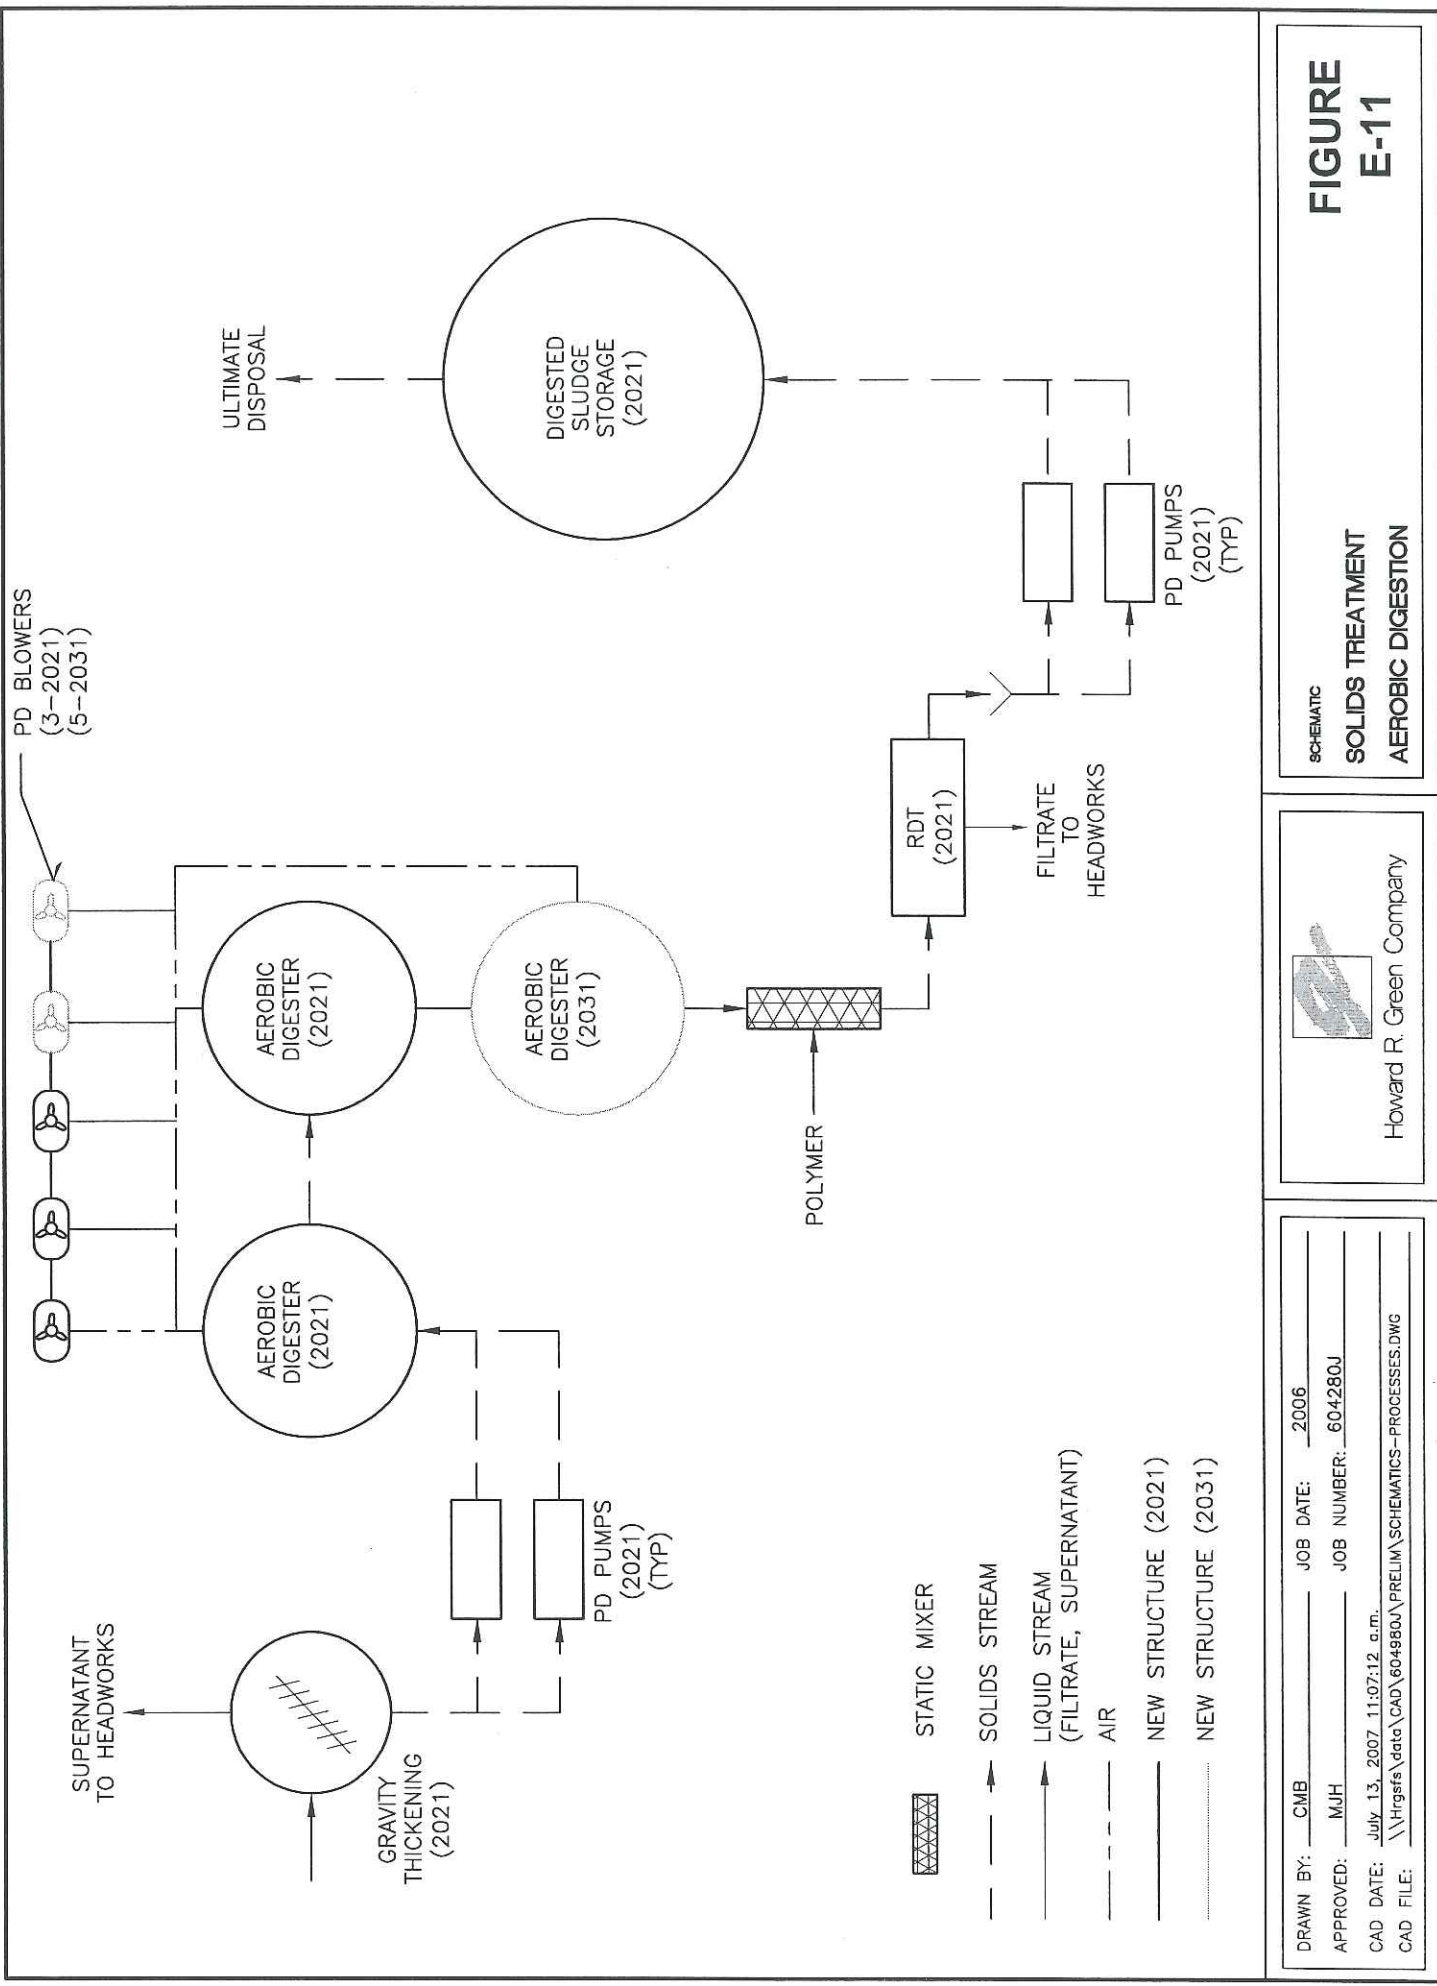 SUPERNATANT
TO HEADWORKS
GRAVITY
THICKENING
(2021)
PD PUMPS
(2021)
(TYP)
AEROBIC
DIGESTER
(2021)
PD BLOWERS
(3-2021)
(5-2031)
AEROBIC
DIGESTER
(2021)
AEROBIC
DIGESTER
(2031)
POLYMER
RDT
(2021)
FILTRATE
TO
HEADWORKS
PD PUMPS
(2021)
(TYP)
DIGESTED
SLUDGE
STORAGE
(2021)
ULTIMATE
DISPOSAL
STATIC MIXER
SOLIDS STREAM
LIQUID STREAM
(FILTRATE, SUPERNATANT)
AIR
NEW STRUCTURE (2021)
NEW STRUCTURE (2031)
DRAWN BY: CMB JOB DATE: 2006
APPROVED: MJH JOB NUMBER: 604280J
CAD DATE: July 13, 2007 11:07:12 a.m.
CAD FILE: \\Hrgsfs\data\CAD\604980J\PRELIM\SCHEMATICS-PROCESSES.DWG
Howard R. Green Company
SCHEMATIC
SOLIDS TREATMENT
AEROBIC DIGESTION
FIGURE
E-11